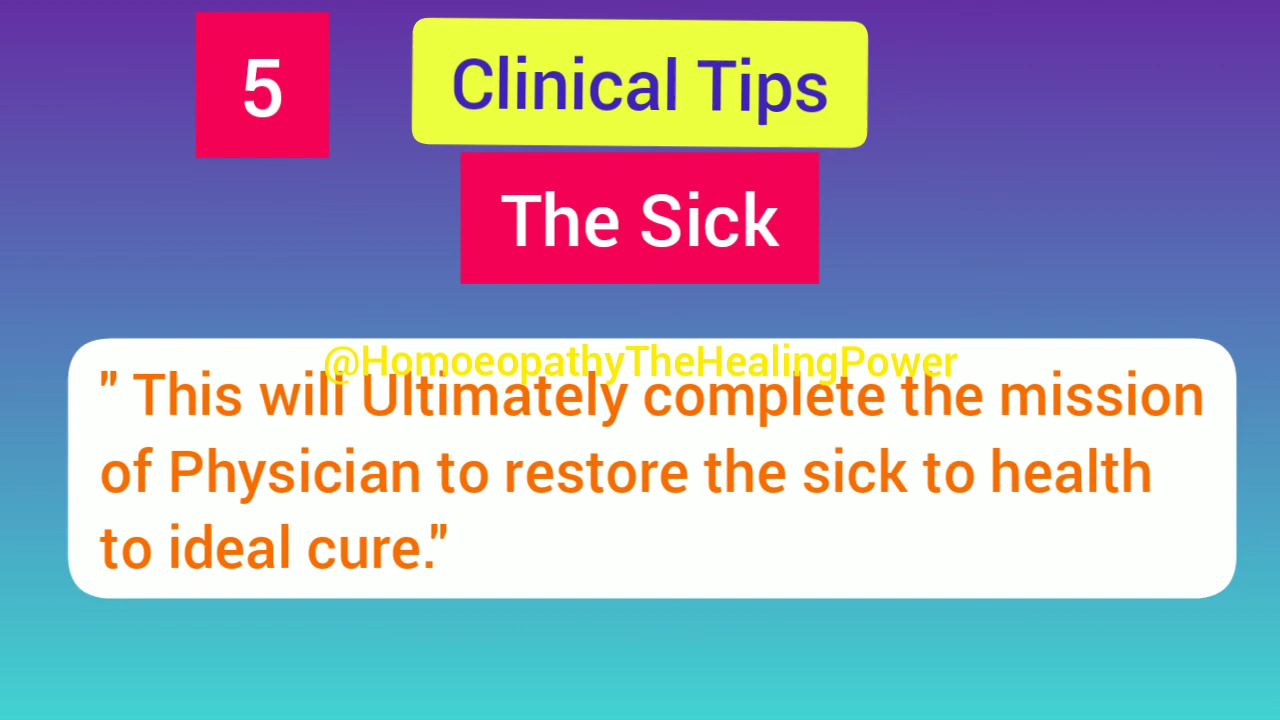 5
Clinical Tips
The Sick
@HomoeopathyTheHealingPower
" This will Ultimately complete the mission
of Physician to restore the sick to health
to ideal cure."